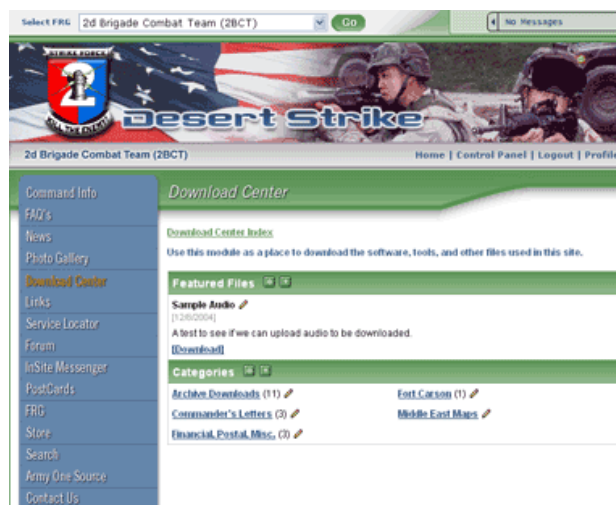 Select FRG 2d Brigade Combat Team (2BCT) Go No Messages
STRIKE FORCE
2
KILL THE ENEMY
Desert Strike
2d Brigade Combat Team (2BCT) Home | Control Panel | Logout | Profile
Command Info
FAQ's
News
Photo Gallery
Download Center
Links
Service Locator
Forum
InSite Messenger
PostCards
FRG
Store
Search
Army One Source
Contact Us
Download Center
Download Center Index
Use this module as a place to download the software, tools, and other files used in this site.
Featured Files
Sample Audio
[12/8/2004]
A test to see if we can upload audio to be downloaded.
[Download]
Categories
Archive Downloads (11) Fort Carson (1)
Commander's Letters (3) Middle East Maps
Financial, Postal, Misc. (3)